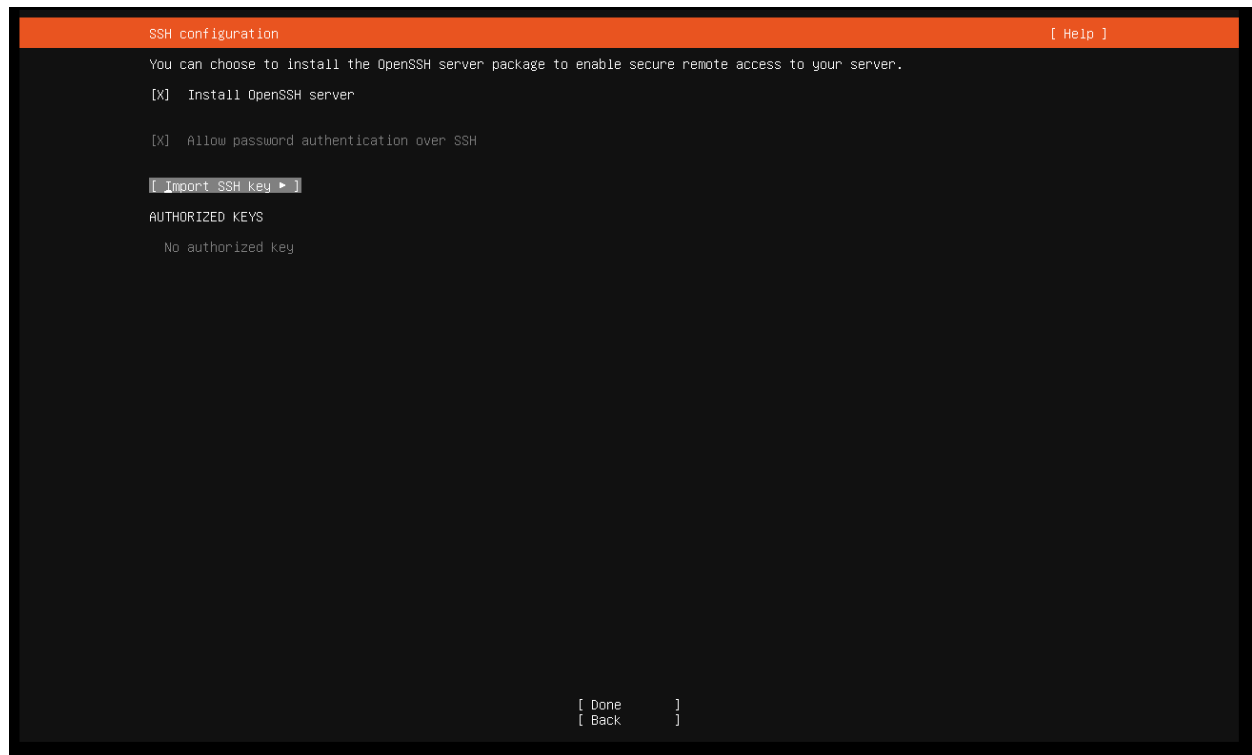 SSH configuration [ Help ]
You can choose to install the OpenSSH server package to enable secure remote access to your server.
[X] Install OpenSSH server
[X] Allow password authentication over SSH
[ Import SSH key ► ]
AUTHORIZED KEYS
No authorized key
[ Done ]
[ Back ]